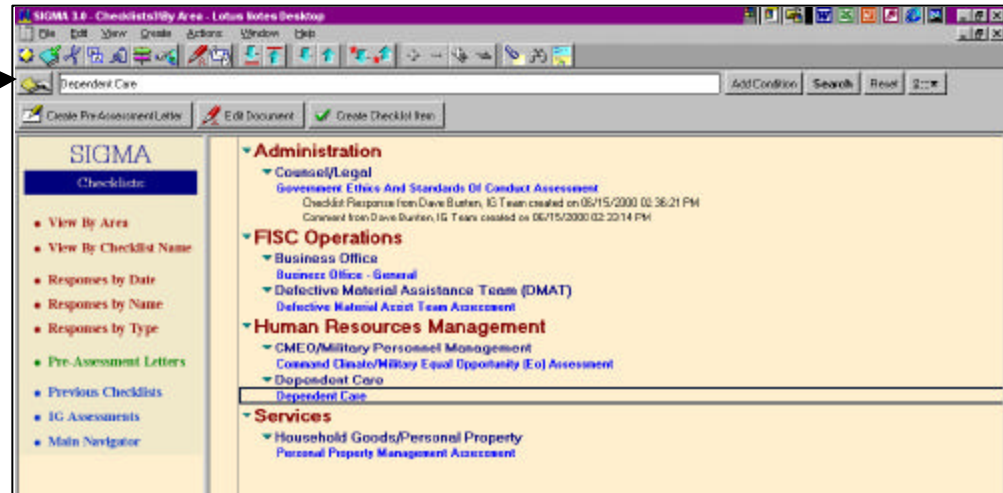 SIGMA 3.0 - Checklists\\By Area - Lotus Notes Desktop
File Edit View Create Actions Window Help
Dependent Care
Add Condition Search Reset
Create Pre-Assessment Letter Edit Document Create Checklist Item
SIGMA
Checklists:
View By Area
View By Checklist Name
Responses by Date
Responses by Name
Responses by Type
Pre-Assessment Letters
Previous Checklists
IG Assessments
Main Navigator
Administration
Counsel/Legal
Government Ethics And Standards Of Conduct Assessment
Checklist Response from Dave Bunten, IG Team created on 06/15/2000 02:36:21 PM
Comment from Dave Bunten, IG Team created on 06/15/2000 02:33:14 PM
FISC Operations
Business Office
Business Office - General
Defective Material Assistance Team (DMAT)
Defective Material Assist Team Assessment
Human Resources Management
CMEO/Military Personnel Management
Command Climate/Military Equal Opportunity (Eo) Assessment
Dependent Care
Dependent Care
Services
Household Goods/Personal Property
Personal Property Management Assessment